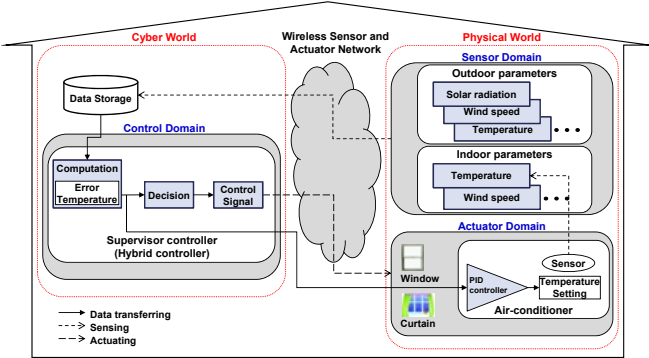 Cyber World
Wireless Sensor and
Actuator Network
Physical World
Sensor Domain
Outdoor parameters
Solar radiation
Wind speed
Temperature
Data Storage
Control Domain
Computation
Error
Temperature
Decision
Control
Signal
Supervisor controller
(Hybrid controller)
Indoor parameters
Temperature
Wind speed
Actuator Domain
Window
Curtain
Sensor
PID
controller
Temperature
Setting
Air-conditioner
Data transferring
Sensing
Actuating